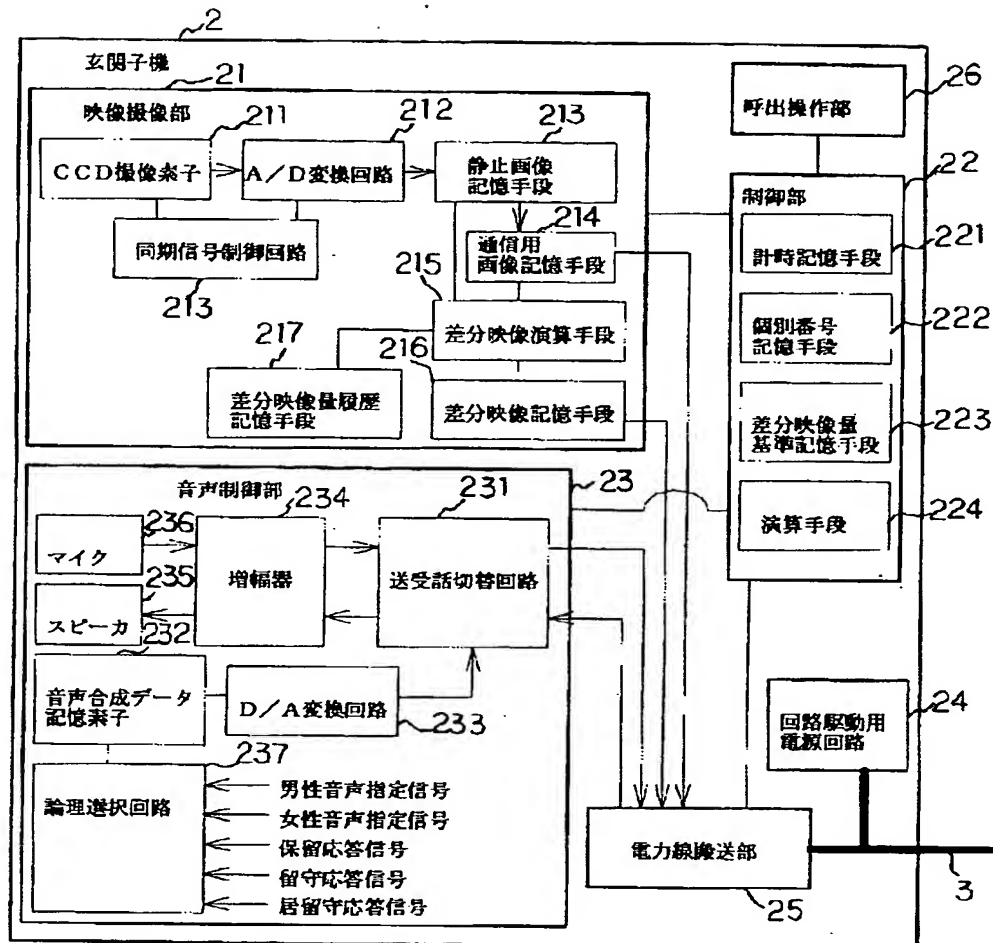 2
玄関子機
21
映像撮像部
211
212
213
CCD撮像素子
A/D変換回路
静止画像
記憶手段
同期信号制御回路
213
214
通信用
画像記憶手段
215
差分映像演算手段
217
216
差分映像量履歴
記憶手段
差分映像記憶手段
26
呼出操作部
22
制御部
221
計時記憶手段
222
個別番号
記憶手段
223
差分映像量
基準記憶手段
224
演算手段
音声制御部
23
234
231
マイク
236
増幅器
送受話切替回路
235
スピーカ
232
音声合成データ
記憶素子
D/A変換回路
233
237
論理選択回路
男性音声指定信号
女性音声指定信号
保留応答信号
留守応答信号
居留守応答信号
24
回路駆動用
電源回路
電力線搬送部
25
3